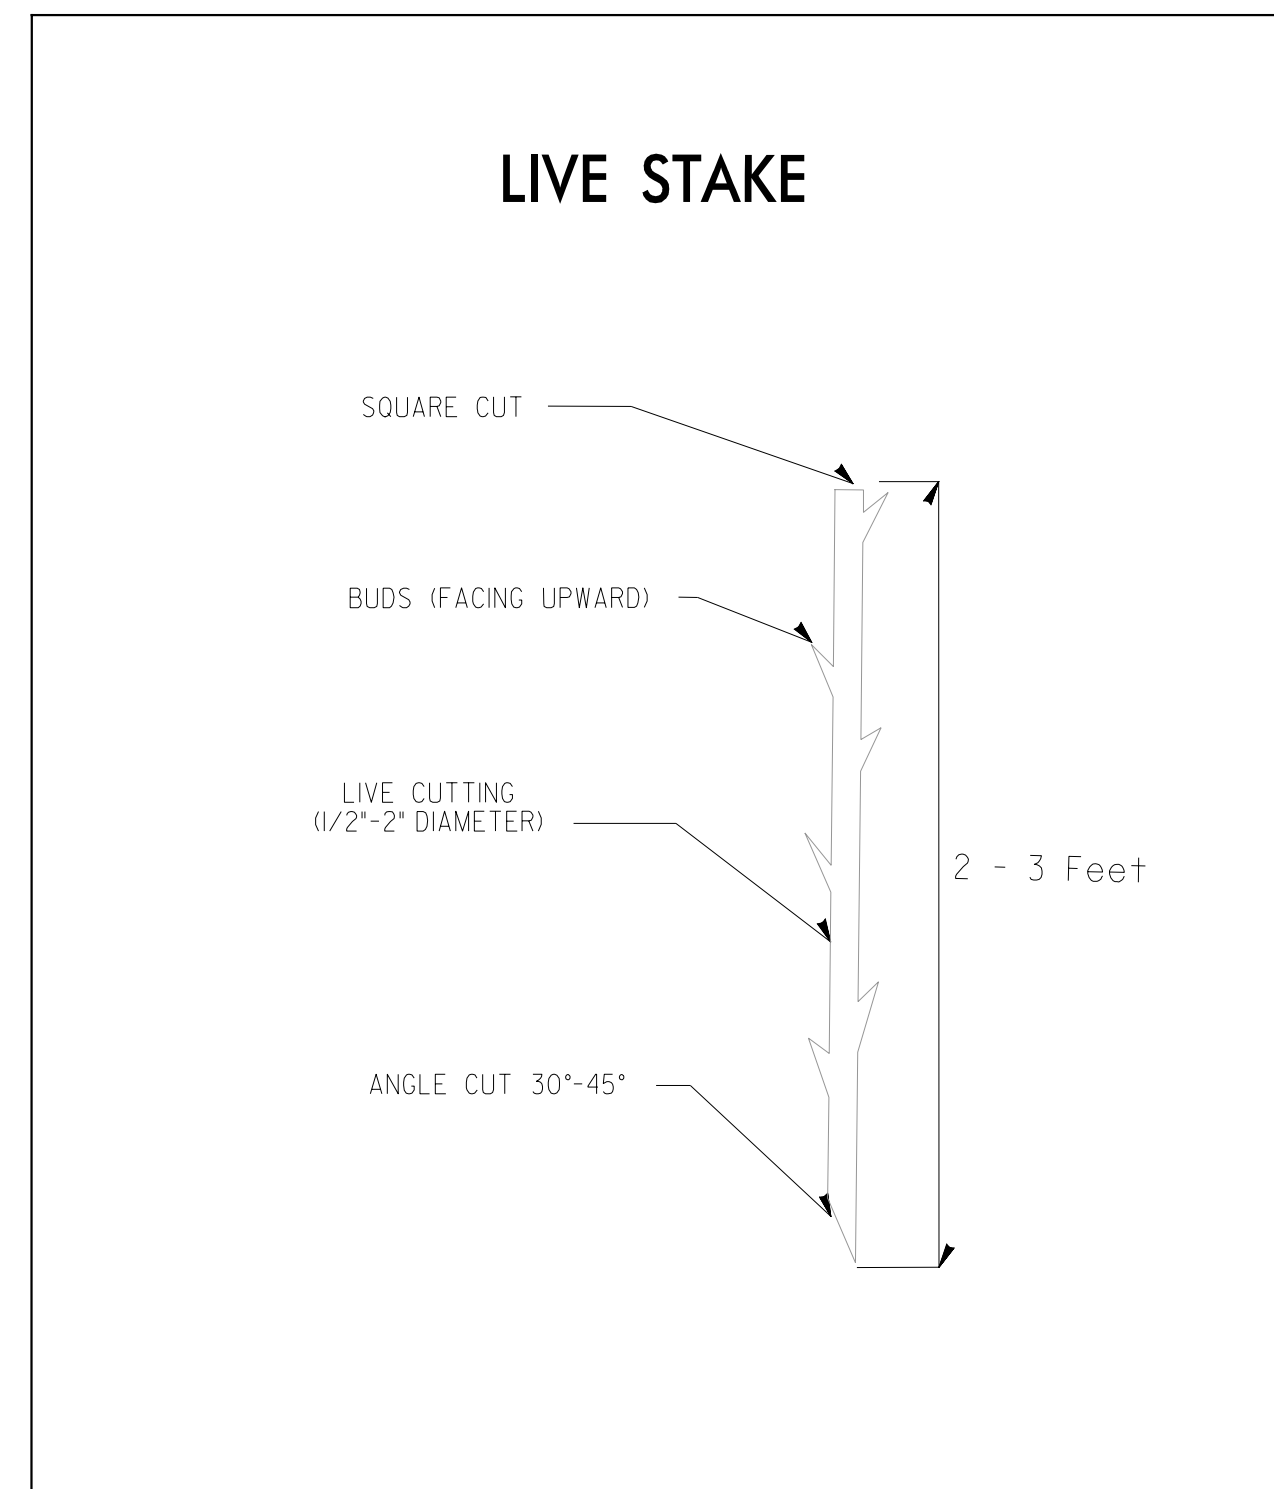 LIVE STAKE
SQUARE CUT
BUDS (FACING UPWARD)
LIVE CUTTING
(1/2"-2" DIAMETER)
2 - 3 Feet
ANGLE CUT 30°-45°